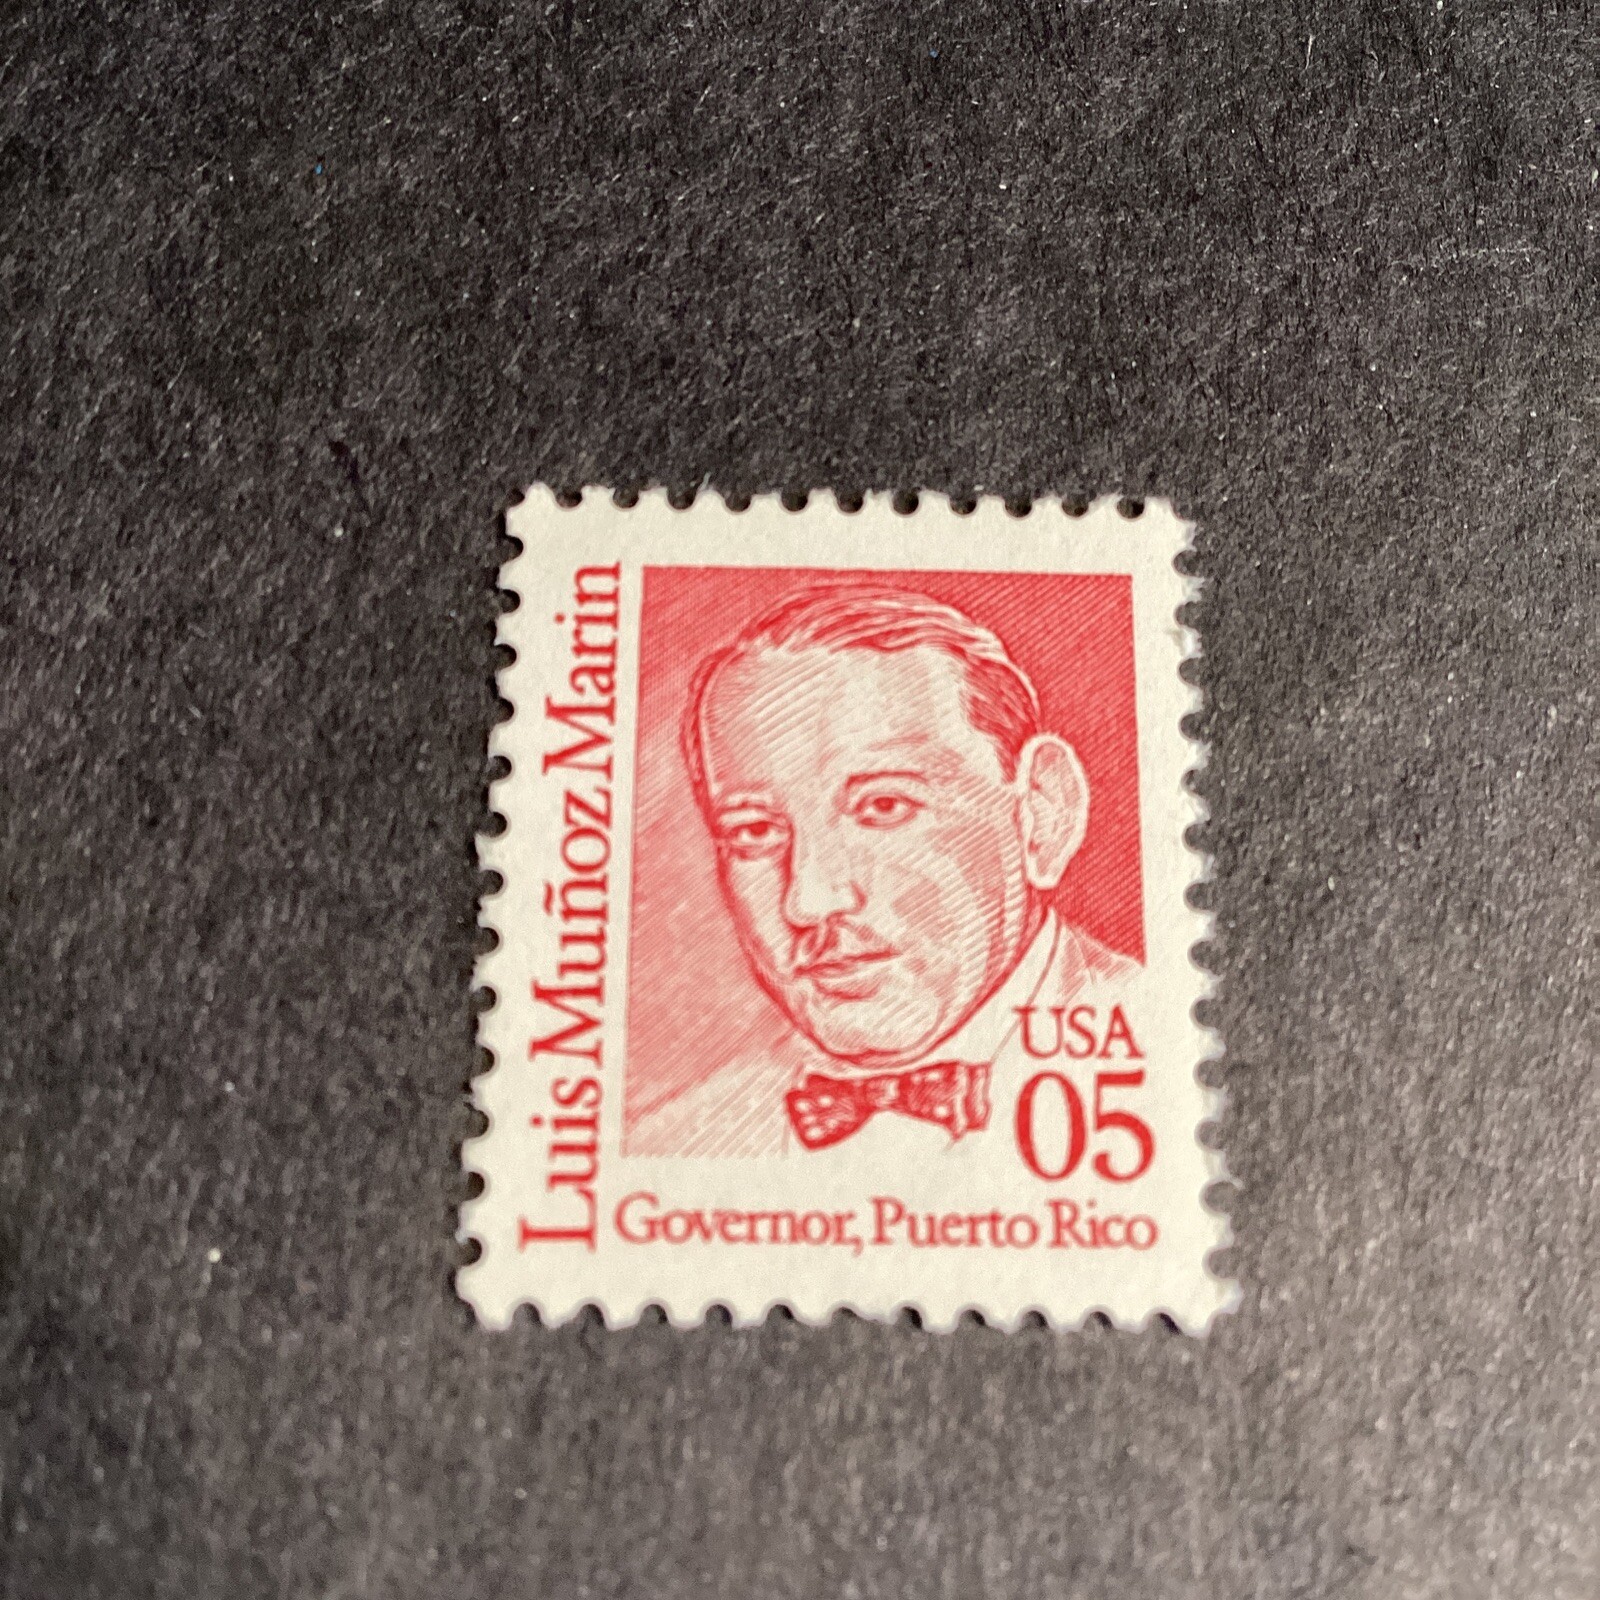 Luis Muñoz Marin
USA
05
Governor, Puerto Rico